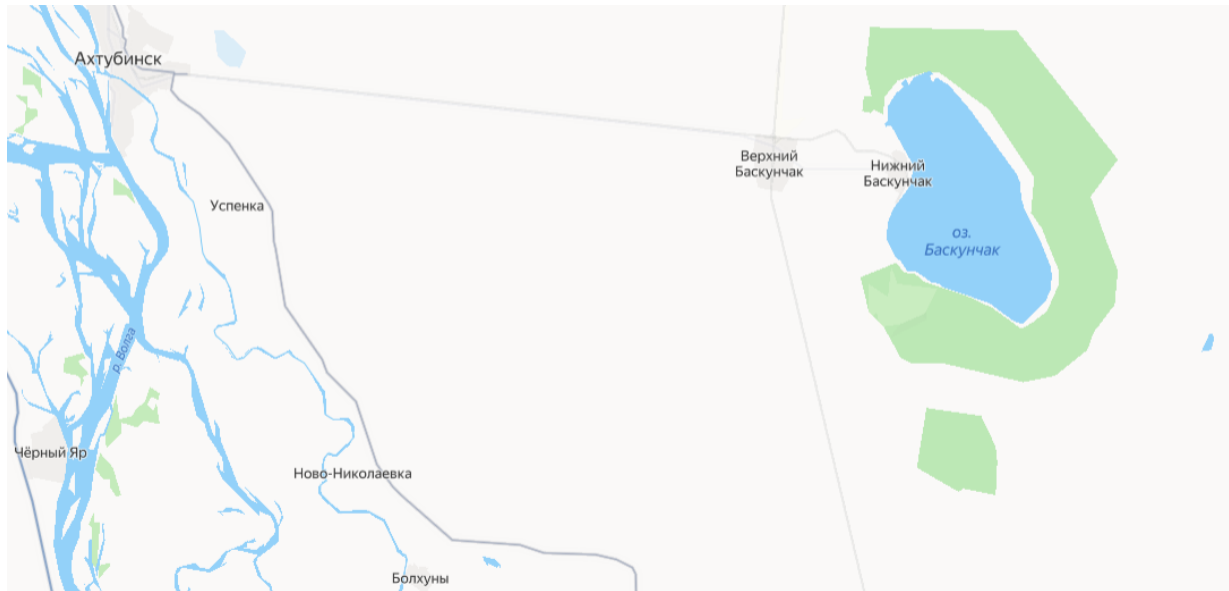 Ахтубинск
Верхний
Баскунчак
Нижний
Баскунчак
Успенка
оз.
Баскунчак
р. Волга
Чёрный Яр
Ново-Николаевка
Болхуны